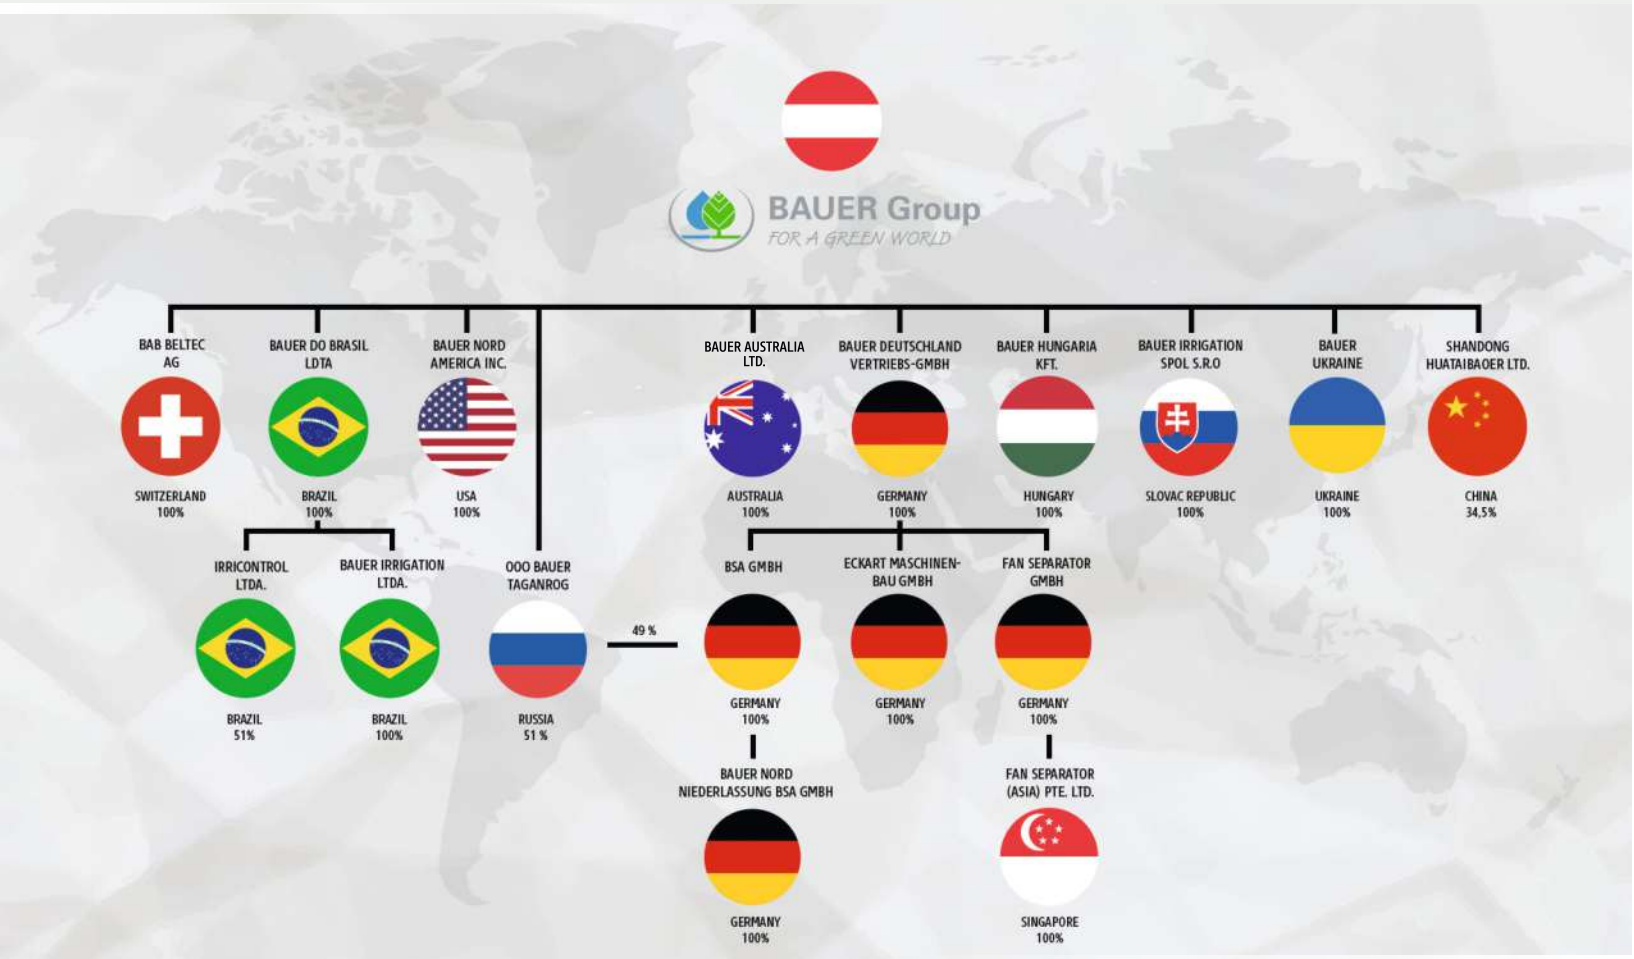 BAUER Group
FOR A GREEN WORLD
BAB BELTEC
AG
SWITZERLAND
100%
BAUER DO BRASIL
LDTA
BRAZIL
100%
BAUER NORD
AMERICA INC.
USA
100%
BAUER AUSTRALIA
LTD.
AUSTRALIA
100%
BAUER DEUTSCHLAND
VERTRIEBS-GMBH
GERMANY
100%
BAUER HUNGARIA
KFT.
HUNGARY
100%
BAUER IRRIGATION
SPOL S.R.O
SLOVAC REPUBLIC
100%
BAUER
UKRAINE
UKRAINE
100%
SHANDONG
HUATAIBAOER LTD.
CHINA
34,5%
IRRICONTROL
LTDA.
BRAZIL
51%
BAUER IRRIGATION
LTDA.
BRAZIL
100%
OOO BAUER
TAGANROG
RUSSIA
51 %
49 %
BSA GMBH
GERMANY
100%
ECKART MASCHINEN-
BAU GMBH
GERMANY
100%
FAN SEPARATOR
GMBH
GERMANY
100%
BAUER NORD
NIEDERLASSUNG BSA GMBH
GERMANY
100%
FAN SEPARATOR
(ASIA) PTE. LTD.
SINGAPORE
100%